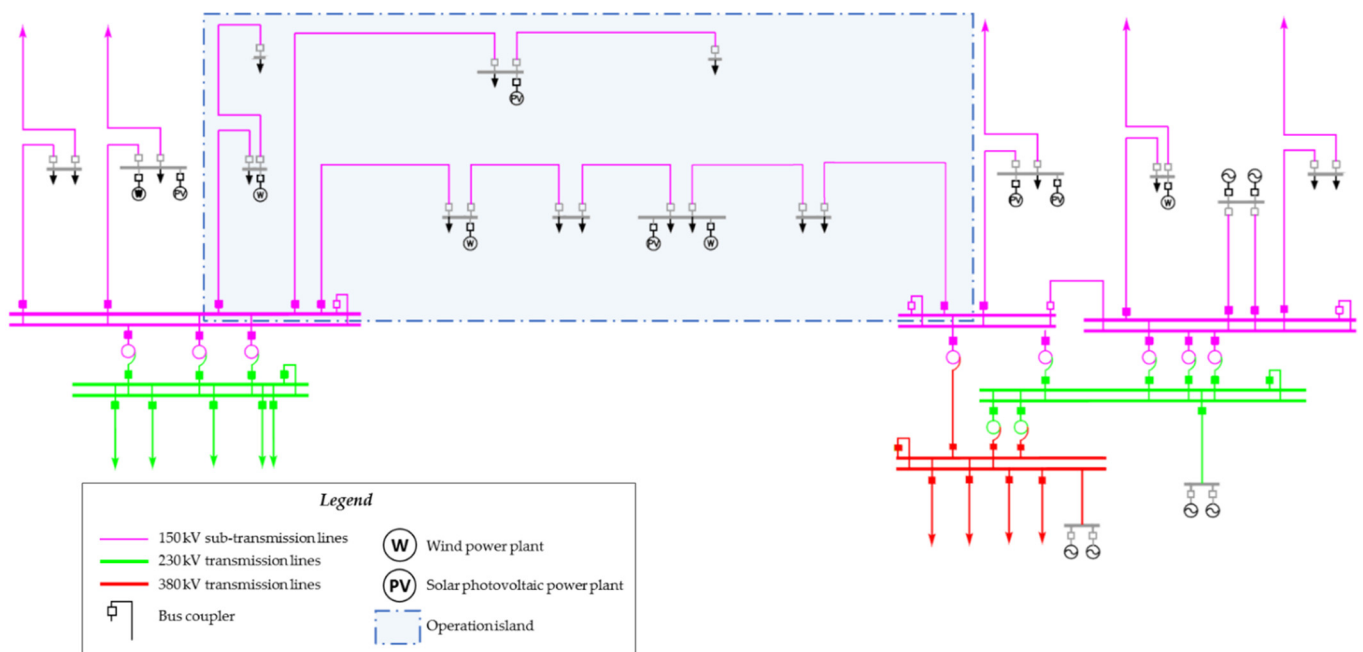 PV
W
PV
W
PV
PV
W
W
PV
W
Legend
150 kV sub-transmission lines
230 kV transmission lines
380 kV transmission lines
Bus coupler
W Wind power plant
PV Solar photovoltaic power plant
Operation island